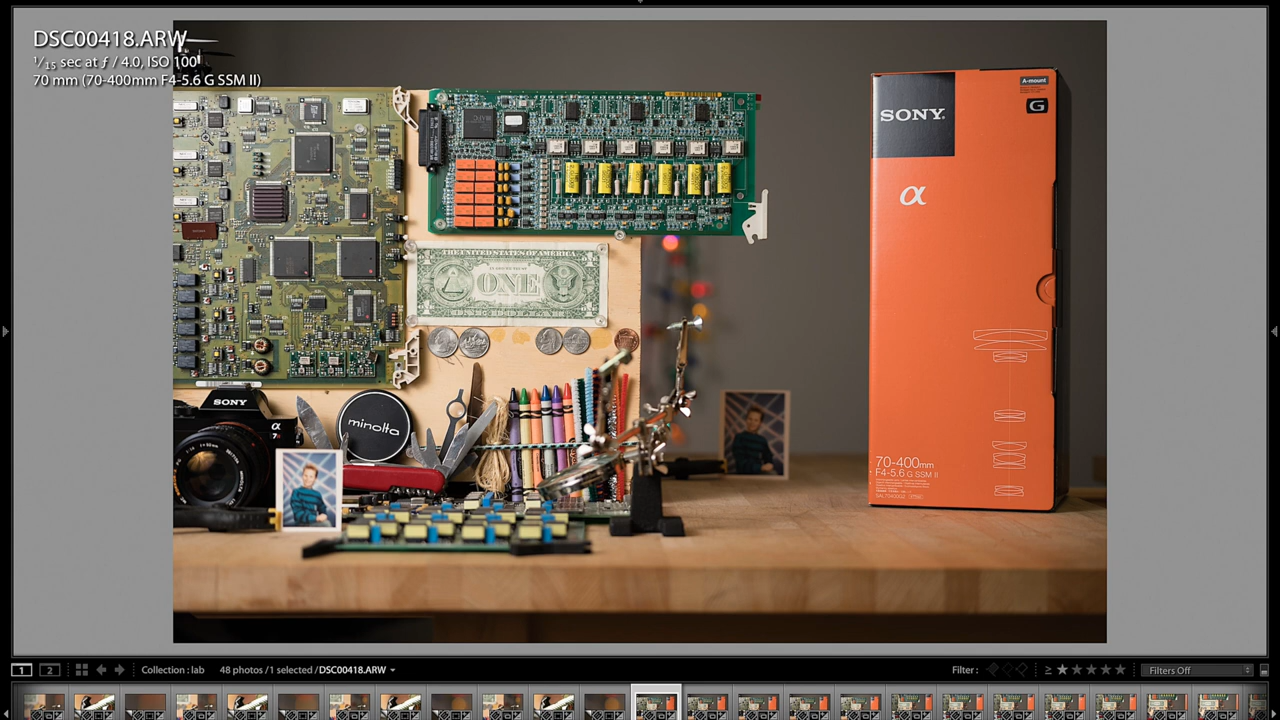 DSC00418.ARW
1/15 sec at ƒ / 4.0, ISO 100
70 mm (70-400mm F4-5.6 G SSM II)
A-mount
G
SONY
α
THE UNITED STATES OF AMERICA
ONE
SONY
α
7R
minolta
70-400mm
F4-5.6 G SSM II
1 2 Collection : lab 48 photos /1 selected /DSC00418.ARW Filter : ≥ Filters Off